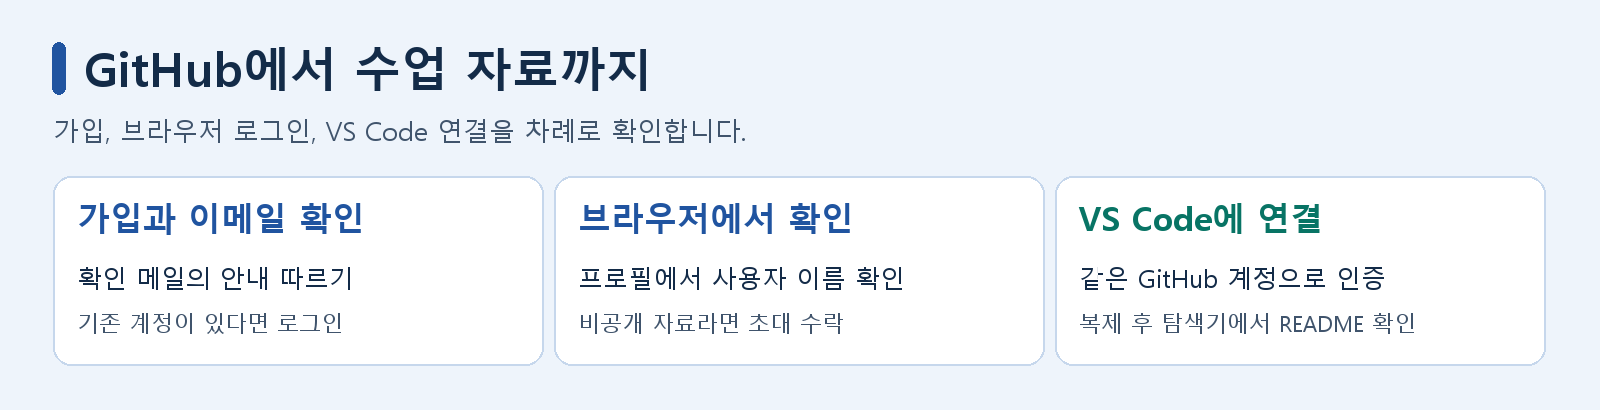 GitHub에서 수업 자료까지
가입, 브라우저 로그인, VS Code 연결을 차례로 확인합니다.
가입과 이메일 확인
확인 메일의 안내 따르기
기존 계정이 있다면 로그인
브라우저에서 확인
프로필에서 사용자 이름 확인
비공개 자료라면 초대 수락
VS Code에 연결
같은 GitHub 계정으로 인증
복제 후 탐색기에서 README 확인